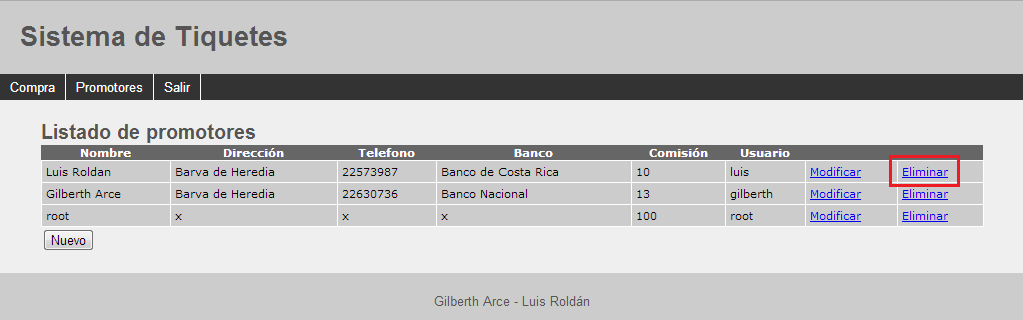 Sistema de Tiquetes
Compra Promotores Salir
Listado de promotores
Nombre Dirección Telefono Banco Comisión Usuario
Luis Roldan Barva de Heredia 22573987 Banco de Costa Rica 10 luis Modificar Eliminar
Gilberth Arce Barva de Heredia 22630736 Banco Nacional 13 gilberth Modificar Eliminar
root x x x 100 root Modificar Eliminar
Nuevo
Gilberth Arce - Luis Roldán